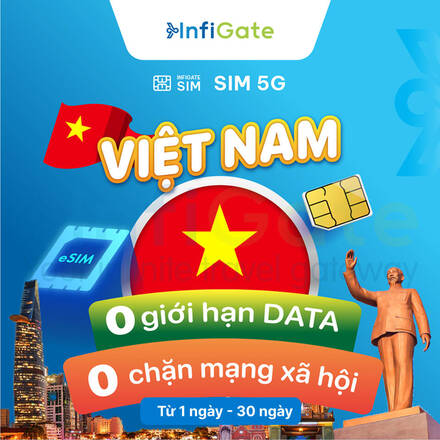 InfiGate
INFIGATE
SIM
SIM 5G
VIỆT NAM
eSIM
0 giới hạn DATA
0 chặn mạng xã hội
Từ 1 ngày - 30 ngày